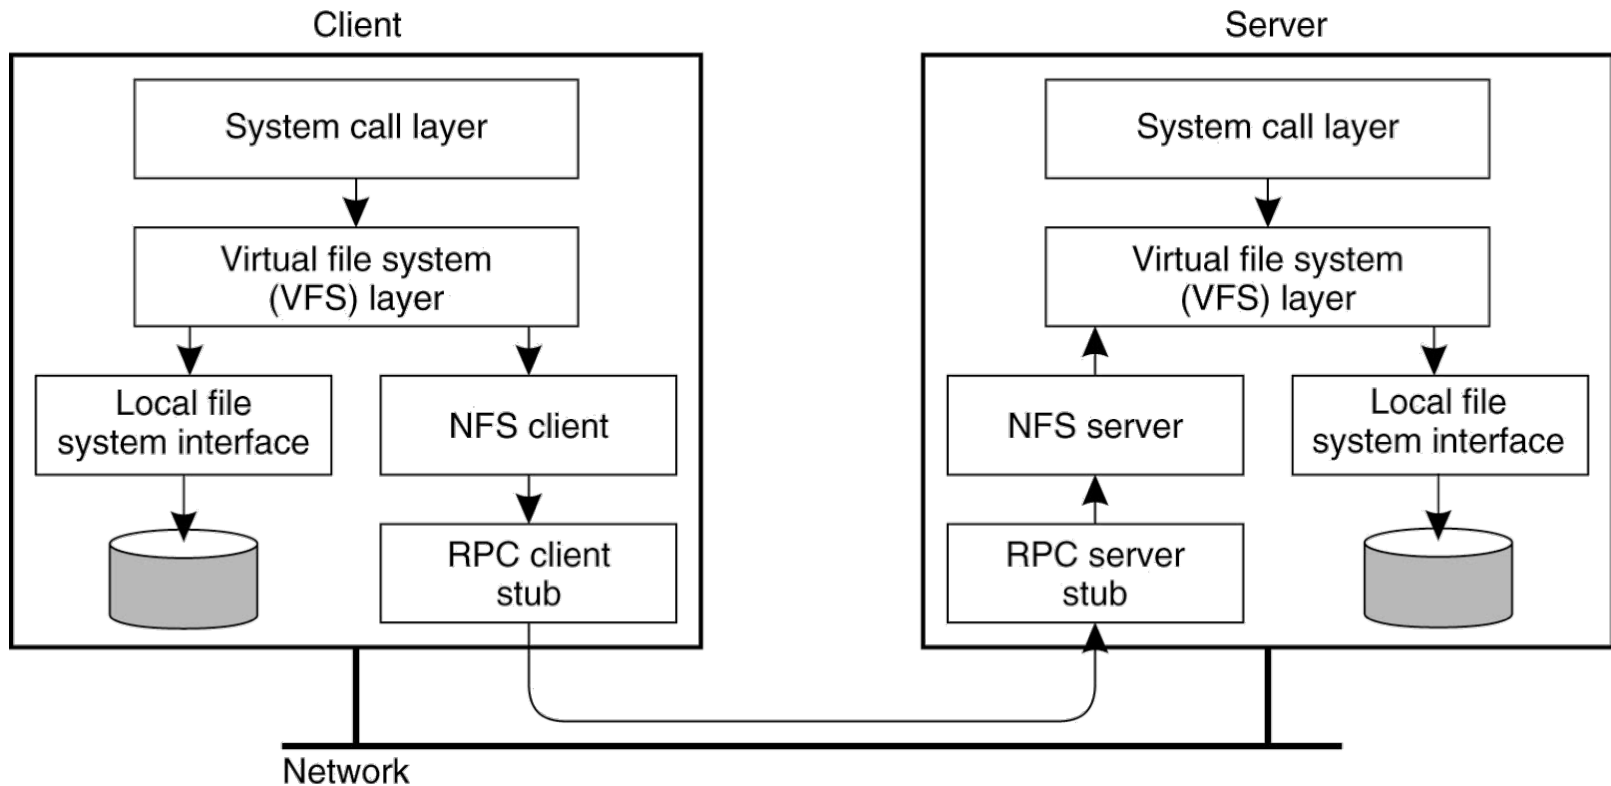 Client
Server
System call layer
System call layer
Virtual file system
(VFS) layer
Virtual file system
(VFS) layer
Local file
system interface
NFS client
NFS server
Local file
system interface
RPC client
stub
RPC server
stub
Network